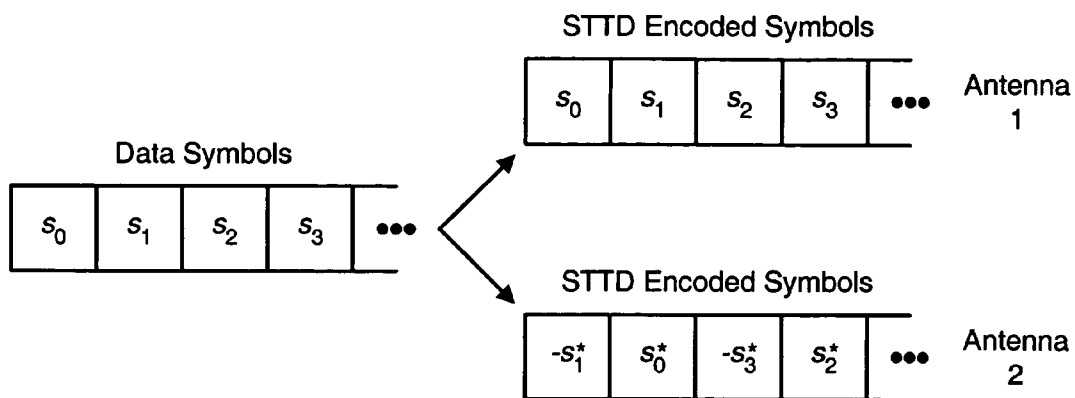 STTD Encoded Symbols
s₀ s₁ s₂ s₃ ••• Antenna 1
Data Symbols
s₀ s₁ s₂ s₃ •••
STTD Encoded Symbols
-s₁* s₀* -s₃* s₂* ••• Antenna 2